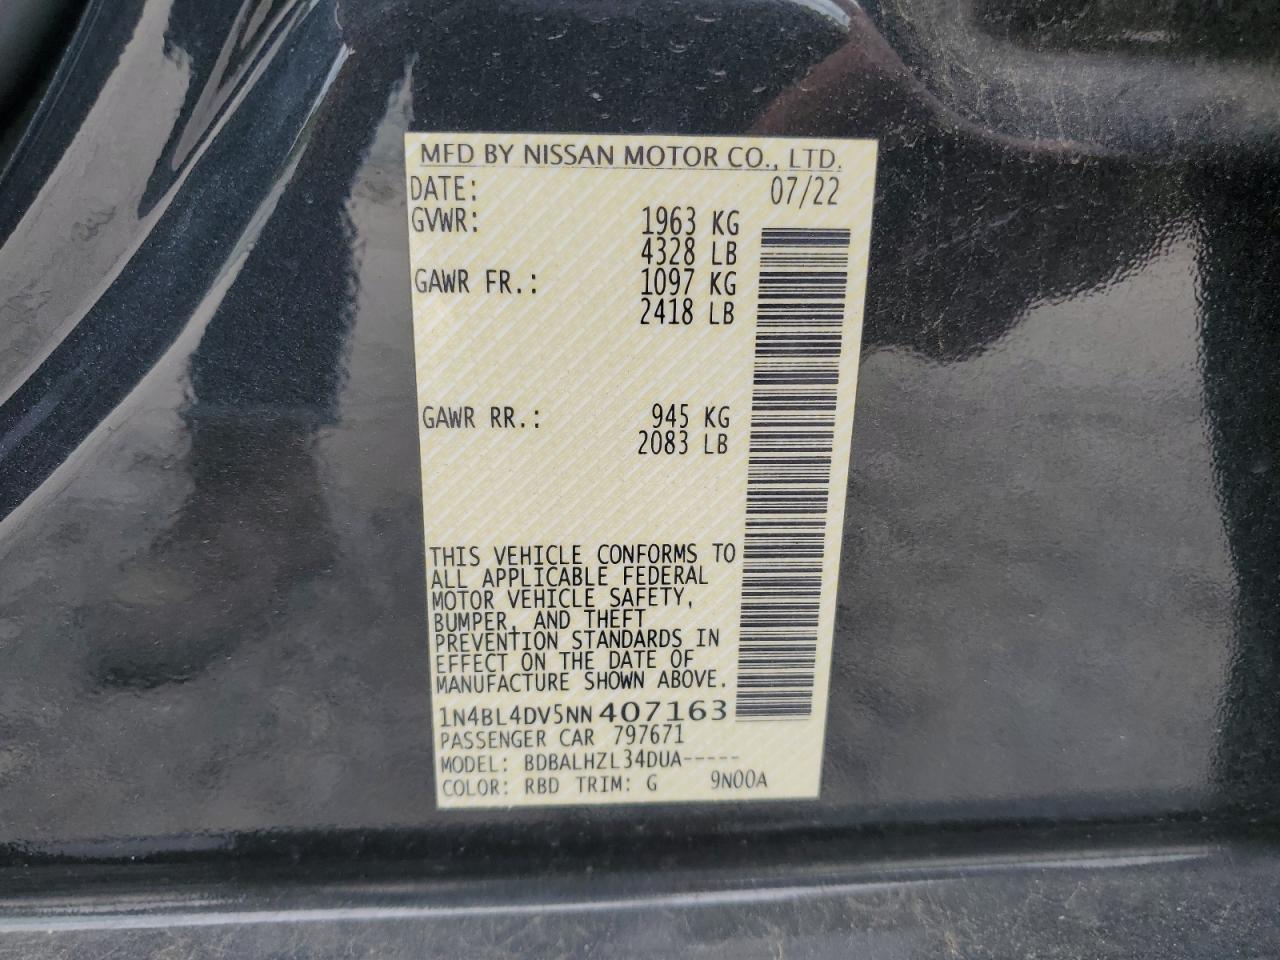 MFD BY NISSAN MOTOR CO., LTD.
DATE: 07/22
GVWR: 1963 KG
4328 LB
GAWR FR.: 1097 KG
2418 LB
GAWR RR.: 945 KG
2083 LB
THIS VEHICLE CONFORMS TO
ALL APPLICABLE FEDERAL
MOTOR VEHICLE SAFETY,
BUMPER, AND THEFT
PREVENTION STANDARDS IN
EFFECT ON THE DATE OF
MANUFACTURE SHOWN ABOVE.
1N4BL4DV5NN407163
PASSENGER CAR 797671
MODEL: BDBALHZL34DUA-----
COLOR: RBD TRIM: G 9N00A